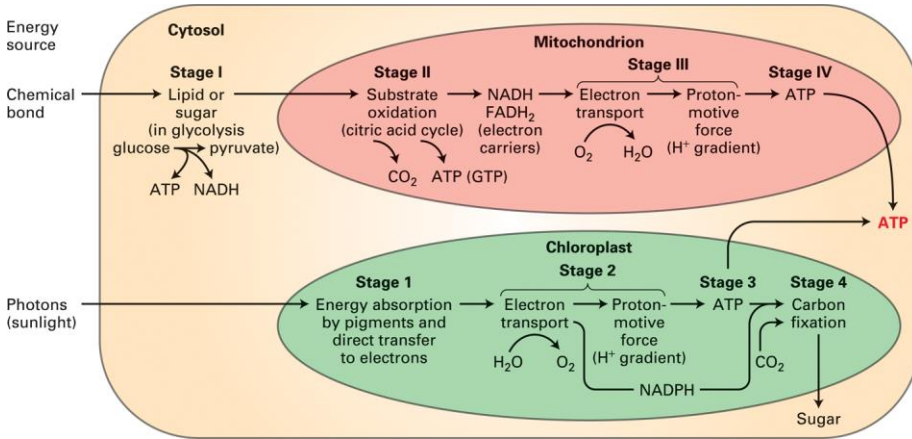 Energy
source
Cytosol
Mitochondrion
Stage I
Stage II
Stage III
Stage IV
Chemical
bond
Lipid or
sugar
(in glycolysis
glucose pyruvate)
ATP NADH
Substrate
oxidation
(citric acid cycle)
CO₂ ATP (GTP)
NADH
FADH₂
(electron
carriers)
Electron
transport
O₂ H₂O
Proton-
motive
force
(H⁺ gradient)
ATP
ATP
Chloroplast
Stage 1
Stage 2
Stage 3
Stage 4
Photons
(sunlight)
Energy absorption
by pigments and
direct transfer
to electrons
Electron
transport
H₂O O₂
Proton-
motive
force
(H⁺ gradient)
ATP
Carbon
fixation
CO₂
NADPH
Sugar